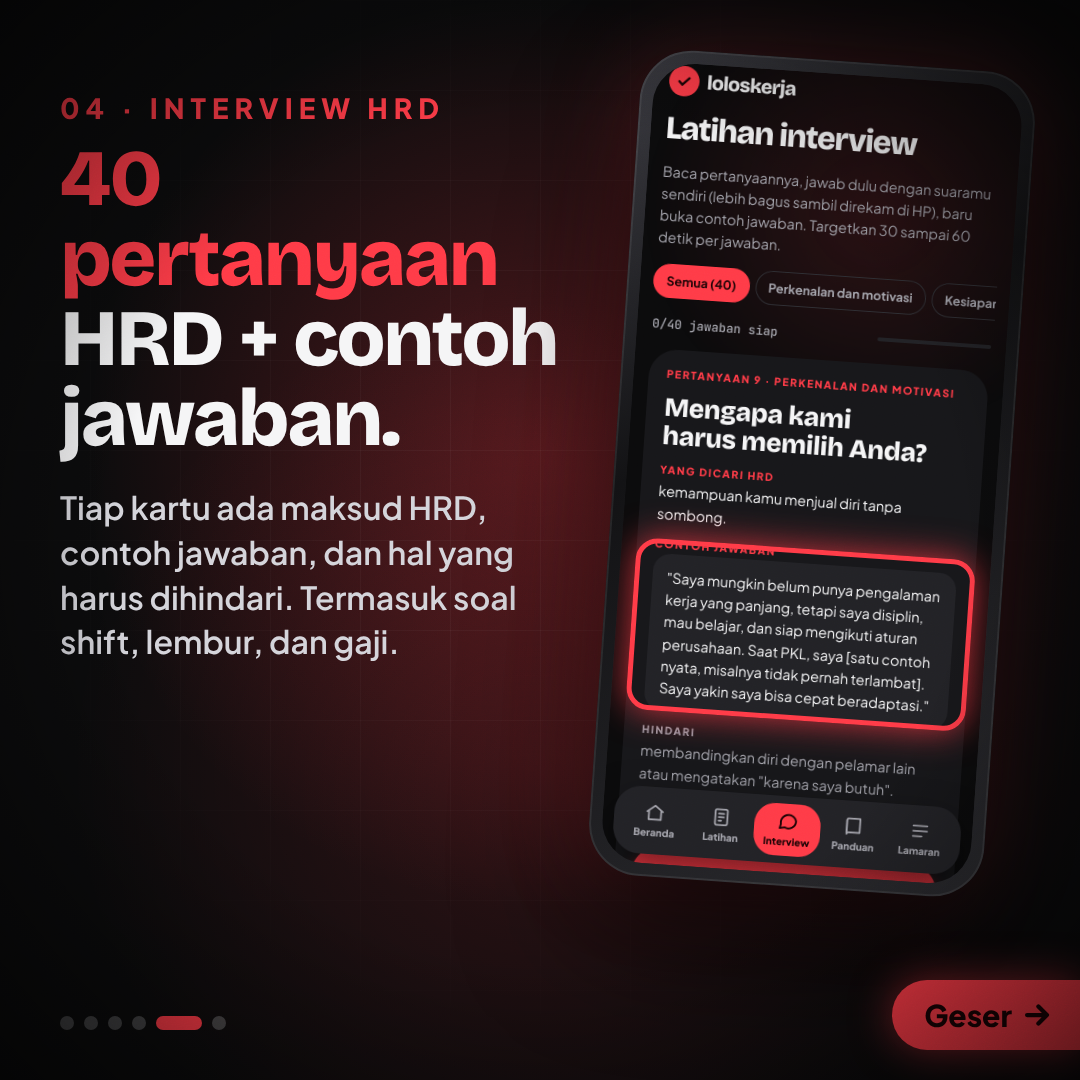 04 · INTERVIEW HRD
40
pertanyaan
HRD + contoh
jawaban.
Tiap kartu ada maksud HRD,
contoh jawaban, dan hal yang
harus dihindari. Termasuk soal
shift, lembur, dan gaji.
loloskerja
Latihan interview
Baca pertanyaannya, jawab dulu dengan suaramu
sendiri (lebih bagus sambil direkam di HP), baru
buka contoh jawaban. Targetkan 30 sampai 60
detik per jawaban.
Semua (40)
Perkenalan dan motivasi
Kesiapan
0/40 jawaban siap
PERTANYAAN 9 · PERKENALAN DAN MOTIVASI
Mengapa kami
harus memilih Anda?
YANG DICARI HRD
kemampuan kamu menjual diri tanpa
sombong.
CONTOH JAWABAN
"Saya mungkin belum punya pengalaman
kerja yang panjang, tetapi saya disiplin,
mau belajar, dan siap mengikuti aturan
perusahaan. Saat PKL, saya [satu contoh
nyata, misalnya tidak pernah terlambat].
Saya yakin saya bisa cepat beradaptasi."
HINDARI
membandingkan diri dengan pelamar lain
atau mengatakan "karena saya butuh".
Beranda
Latihan
Interview
Panduan
Lamaran
Geser →